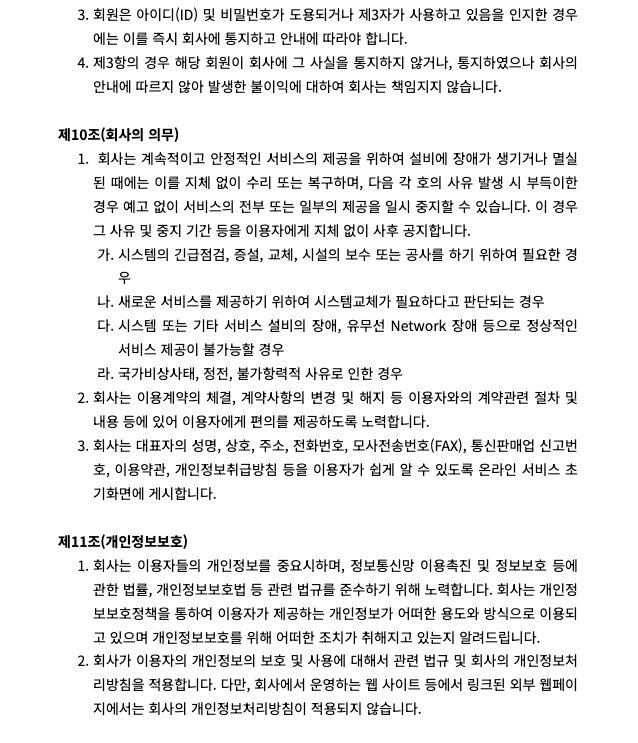 3. 회원은 아이디(ID) 및 비밀번호가 도용되거나 제3자가 사용하고 있음을 인지한 경우
에는 이를 즉시 회사에 통지하고 안내에 따라야 합니다.
4. 제3항의 경우 해당 회원이 회사에 그 사실을 통지하지 않거나, 통지하였으나 회사의
안내에 따르지 않아 발생한 불이익에 대하여 회사는 책임지지 않습니다.
제10조(회사의 의무)
1. 회사는 계속적이고 안정적인 서비스의 제공을 위하여 설비에 장애가 생기거나 멸실
된 때에는 이를 지체 없이 수리 또는 복구하며, 다음 각 호의 사유 발생 시 부득이한
경우 예고 없이 서비스의 전부 또는 일부의 제공을 일시 중지할 수 있습니다. 이 경우
그 사유 및 중지 기간 등을 이용자에게 지체 없이 사후 공지합니다.
가. 시스템의 긴급점검, 증설, 교체, 시설의 보수 또는 공사를 하기 위하여 필요한 경
우
나. 새로운 서비스를 제공하기 위하여 시스템교체가 필요하다고 판단되는 경우
다. 시스템 또는 기타 서비스 설비의 장애, 유무선 Network 장애 등으로 정상적인
서비스 제공이 불가능할 경우
라. 국가비상사태, 정전, 불가항력적 사유로 인한 경우
2. 회사는 이용계약의 체결, 계약사항의 변경 및 해지 등 이용자와의 계약관련 절차 및
내용 등에 있어 이용자에게 편의를 제공하도록 노력합니다.
3. 회사는 대표자의 성명, 상호, 주소, 전화번호, 모사전송번호(FAX), 통신판매업 신고번
호, 이용약관, 개인정보취급방침 등을 이용자가 쉽게 알 수 있도록 온라인 서비스 초
기화면에 게시합니다.
제11조(개인정보보호)
1. 회사는 이용자들의 개인정보를 중요시하며, 정보통신망 이용촉진 및 정보보호 등에
관한 법률, 개인정보보호법 등 관련 법규를 준수하기 위해 노력합니다. 회사는 개인정
보보호정책을 통하여 이용자가 제공하는 개인정보가 어떠한 용도와 방식으로 이용되
고 있으며 개인정보보호를 위해 어떠한 조치가 취해지고 있는지 알려드립니다.
2. 회사가 이용자의 개인정보의 보호 및 사용에 대해서 관련 법규 및 회사의 개인정보처
리방침을 적용합니다. 다만, 회사에서 운영하는 웹 사이트 등에서 링크된 외부 웹페이
지에서는 회사의 개인정보처리방침이 적용되지 않습니다.